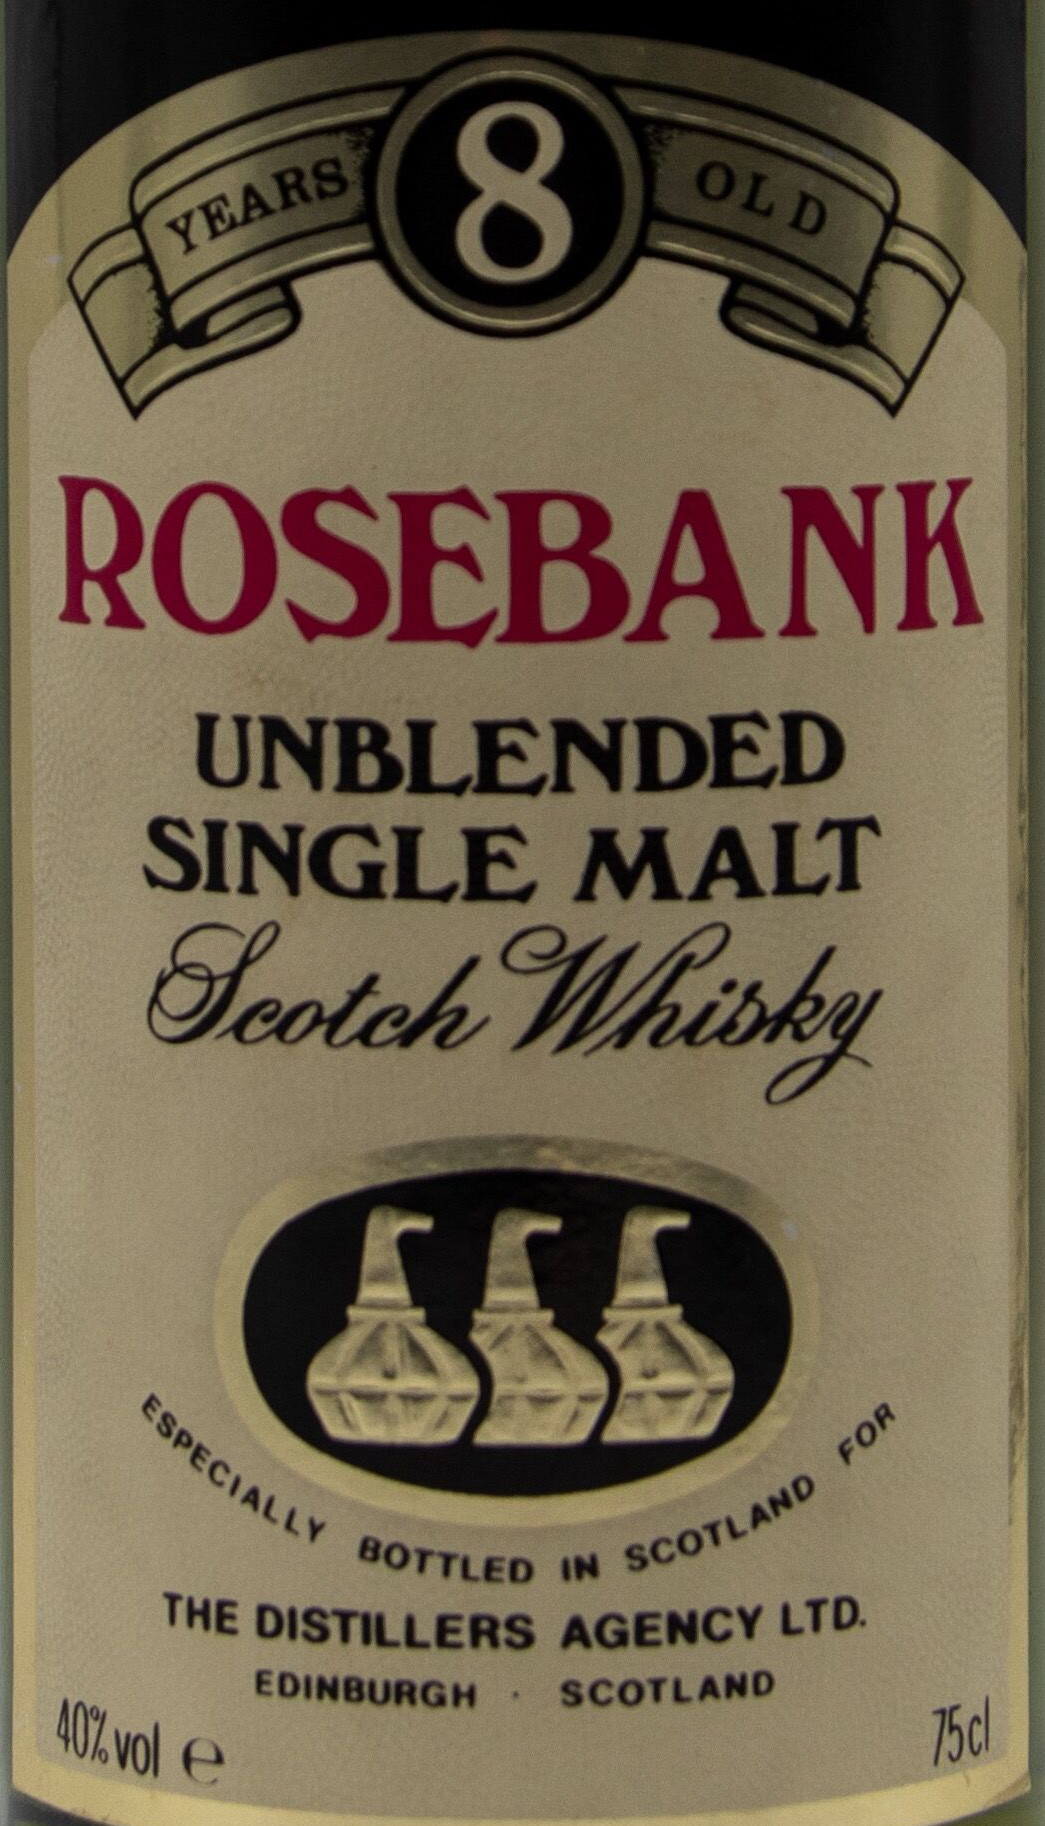 YEARS 8 OLD
ROSEBANK
UNBLENDED
SINGLE MALT
Scotch Whisky
ESPECIALLY BOTTLED IN SCOTLAND FOR
THE DISTILLERS AGENCY LTD.
EDINBURGH · SCOTLAND
40% vol ℮ 75cl